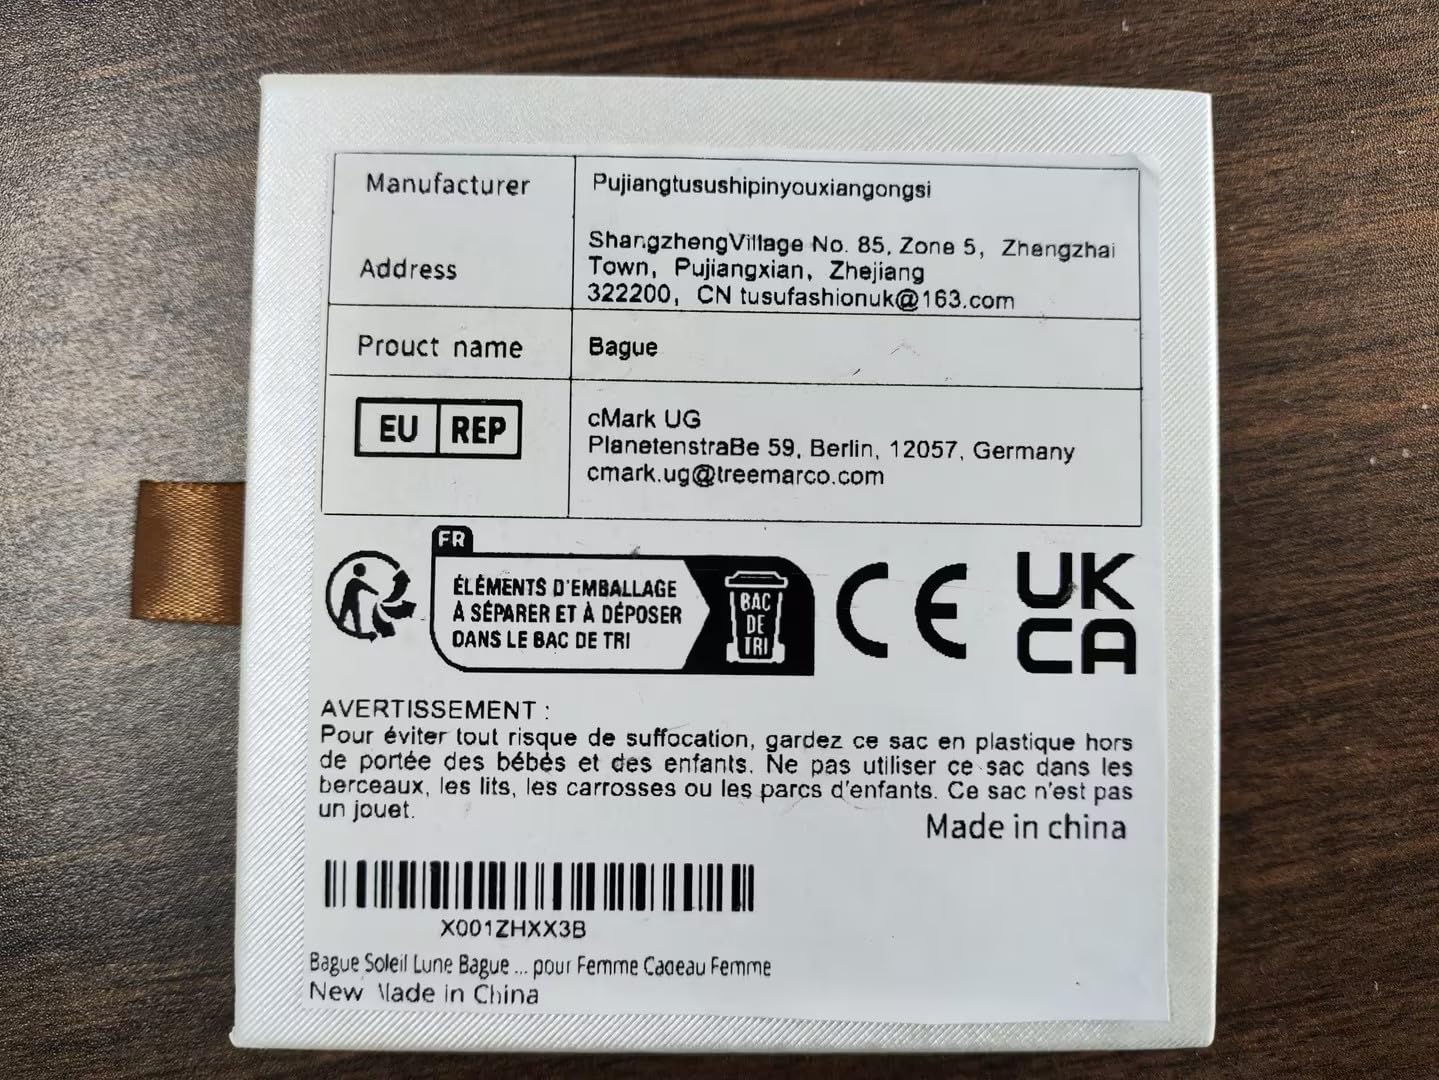 Manufacturer
Pujiangtusushipinyouxiangongsi
Address
ShangzhengVillage No. 85, Zone 5, Zhengzhai
Town, Pujiangxian, Zhejiang
322200, CN tusufashionuk@163.com
Prouct name
Bague
EU REP
cMark UG
PlanetenstraBe 59, Berlin, 12057, Germany
cmark.ug@treemarco.com
FR
ÉLÉMENTS D'EMBALLAGE
À SÉPARER ET À DÉPOSER
DANS LE BAC DE TRI
BAC
DE
TRI
CE
UK
CA
AVERTISSEMENT :
Pour éviter tout risque de suffocation, gardez ce sac en plastique hors
de portée des bébés et des enfants. Ne pas utiliser ce sac dans les
berceaux, les lits, les carrosses ou les parcs d'enfants. Ce sac n'est pas
un jouet.
Made in china
X001ZHXX3B
Bague Soleil Lune Bague ... pour Femme Cadeau Femme
New Made in China